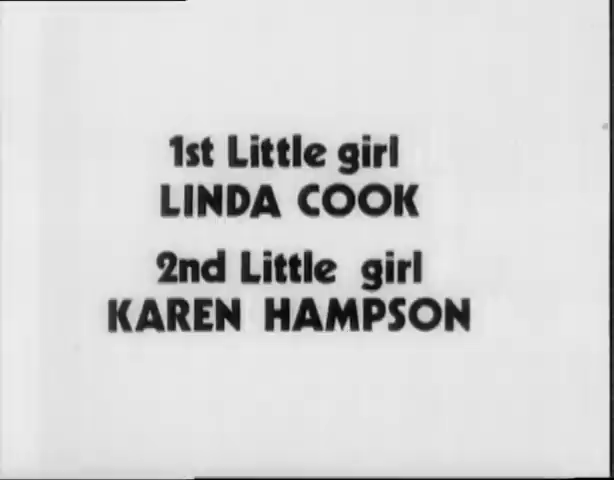 1st Little girl
LINDA COOK
2nd Little girl
KAREN HAMPSON